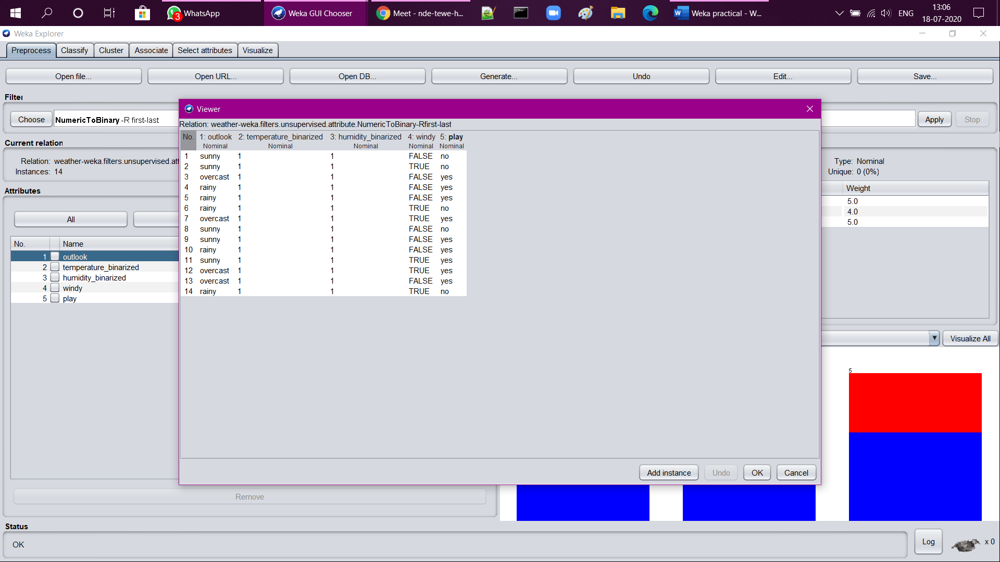 3 WhatsApp Weka GUI Chooser Meet - nde-tewe-h... W Weka practical - W... ENG 13:06
18-07-2020
Weka Explorer
Preprocess Classify Cluster Associate Select attributes Visualize
Open file... Open URL... Open DB... Generate... Undo Edit... Save...
Filter
Choose NumericToBinary -R first-last Apply Stop
Viewer
Relation: weather-weka.filters.unsupervised.attribute.NumericToBinary-Rfirst-last
No. 1: outlook 2: temperature_binarized 3: humidity_binarized 4: windy 5: play
Nominal Nominal Nominal Nominal Nominal
1 sunny 1 1 FALSE no
2 sunny 1 1 TRUE no
3 overcast 1 1 FALSE yes
4 rainy 1 1 FALSE yes
5 rainy 1 1 FALSE yes
6 rainy 1 1 TRUE no
7 overcast 1 1 TRUE yes
8 sunny 1 1 FALSE no
9 sunny 1 1 FALSE yes
10 rainy 1 1 FALSE yes
11 sunny 1 1 TRUE yes
12 overcast 1 1 TRUE yes
13 overcast 1 1 FALSE yes
14 rainy 1 1 TRUE no
Add instance Undo OK Cancel
Current relation
Relation: weather-weka.filters.unsupervised.att
Instances: 14
Attributes
All
No. Name
1 outlook
2 temperature_binarized
3 humidity_binarized
4 windy
5 play
Remove
Type: Nominal
Unique: 0 (0%)
Weight
5.0
4.0
5.0
Visualize All
5
Status
OK
Log x 0